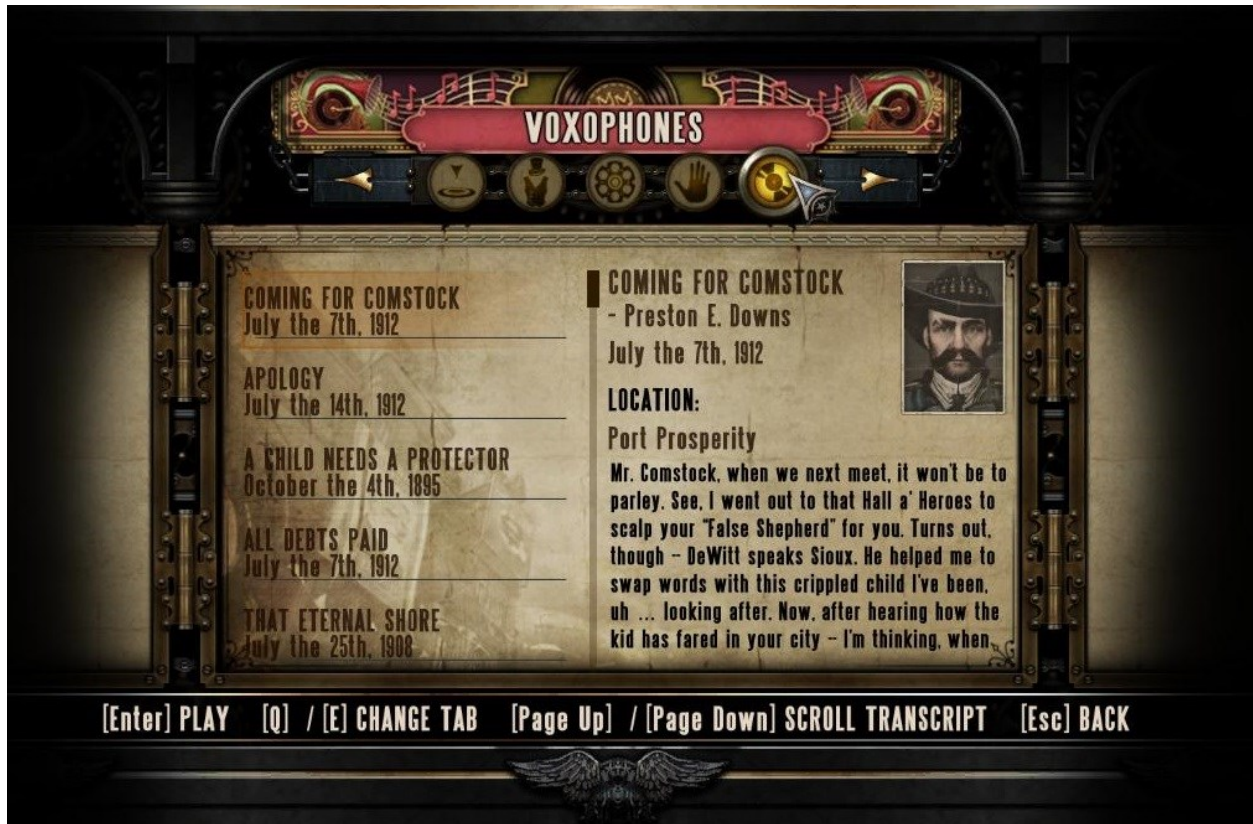 VOXOPHONES
COMING FOR COMSTOCK
July the 7th, 1912
APOLOGY
July the 14th, 1912
A CHILD NEEDS A PROTECTOR
October the 4th, 1895
ALL DEBTS PAID
July the 7th, 1912
THAT ETERNAL SHORE
July the 25th, 1908
COMING FOR COMSTOCK
- Preston E. Downs
July the 7th, 1912
LOCATION:
Port Prosperity
Mr. Comstock, when we next meet, it won't be to
parley. See, I went out to that Hall a' Heroes to
scalp your "False Shepherd" for you. Turns out,
though -- DeWitt speaks Sioux. He helped me to
swap words with this crippled child I've been,
uh ... looking after. Now, after hearing how the
kid has fared in your city -- I'm thinking, when
[Enter] PLAY [Q] / [E] CHANGE TAB [Page Up] / [Page Down] SCROLL TRANSCRIPT [Esc] BACK